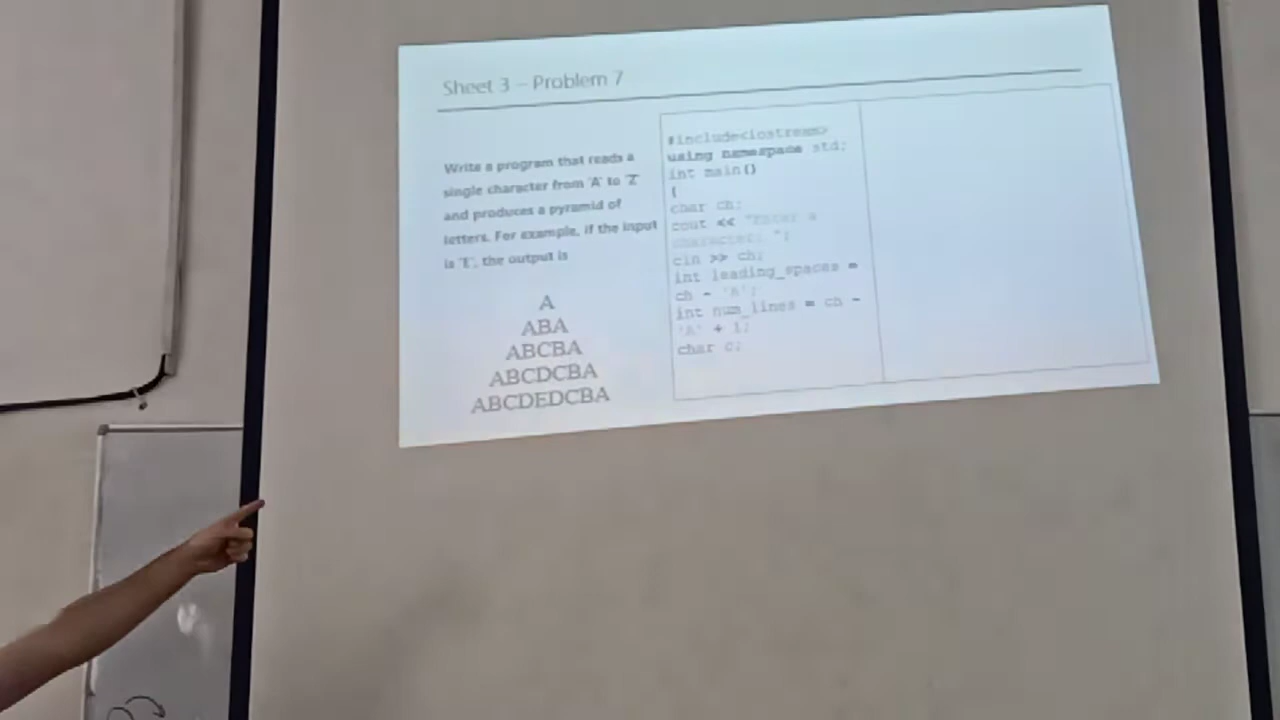 Sheet 3 – Problem 7
Write a program that reads a
single character from 'A' to 'Z'
and produces a pyramid of
letters. For example, if the input
is 'E', the output is
A
ABA
ABCBA
ABCDCBA
ABCDEDCBA
#include<iostream>
using namespace std;
int main()
{
char ch;
cout << "Enter a
character: ";
cin >> ch;
int leading_spaces =
ch - 'A';
int num_lines = ch -
'A' + 1;
char c;